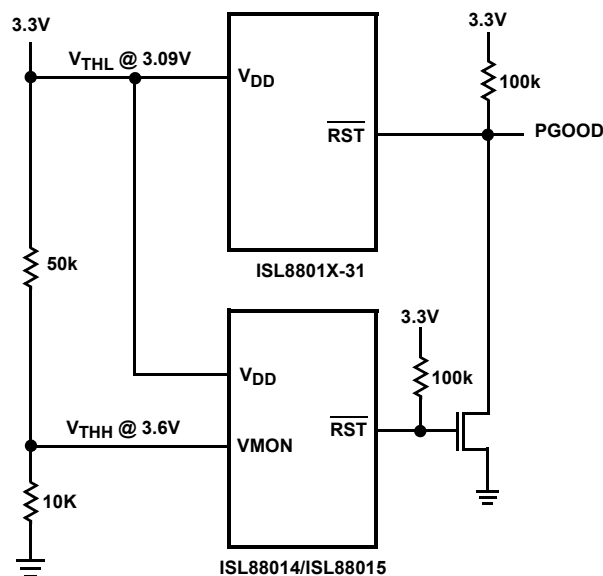 3.3V
V_THL @ 3.09V
V_DD
RST
ISL8801X-31
3.3V
100k
PGOOD
50k
V_THH @ 3.6V
10K
V_DD
VMON
RST
ISL88014/ISL88015
3.3V
100k